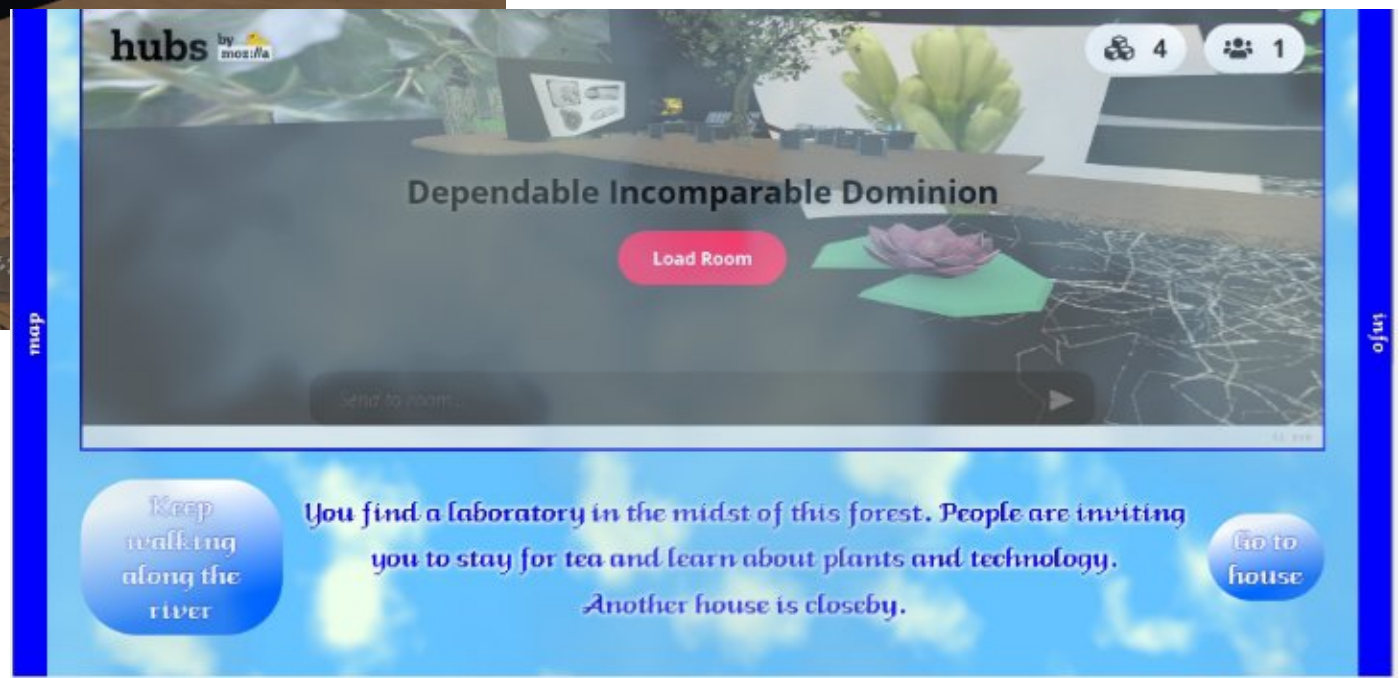 hubs by moz://a
4
1
Dependable Incomparable Dominion
Load Room
Send to room...
map
info
Keep
walking
along the
river
You find a laboratory in the midst of this forest. People are inviting
you to stay for tea and learn about plants and technology.
Another house is closeby.
Go to
house